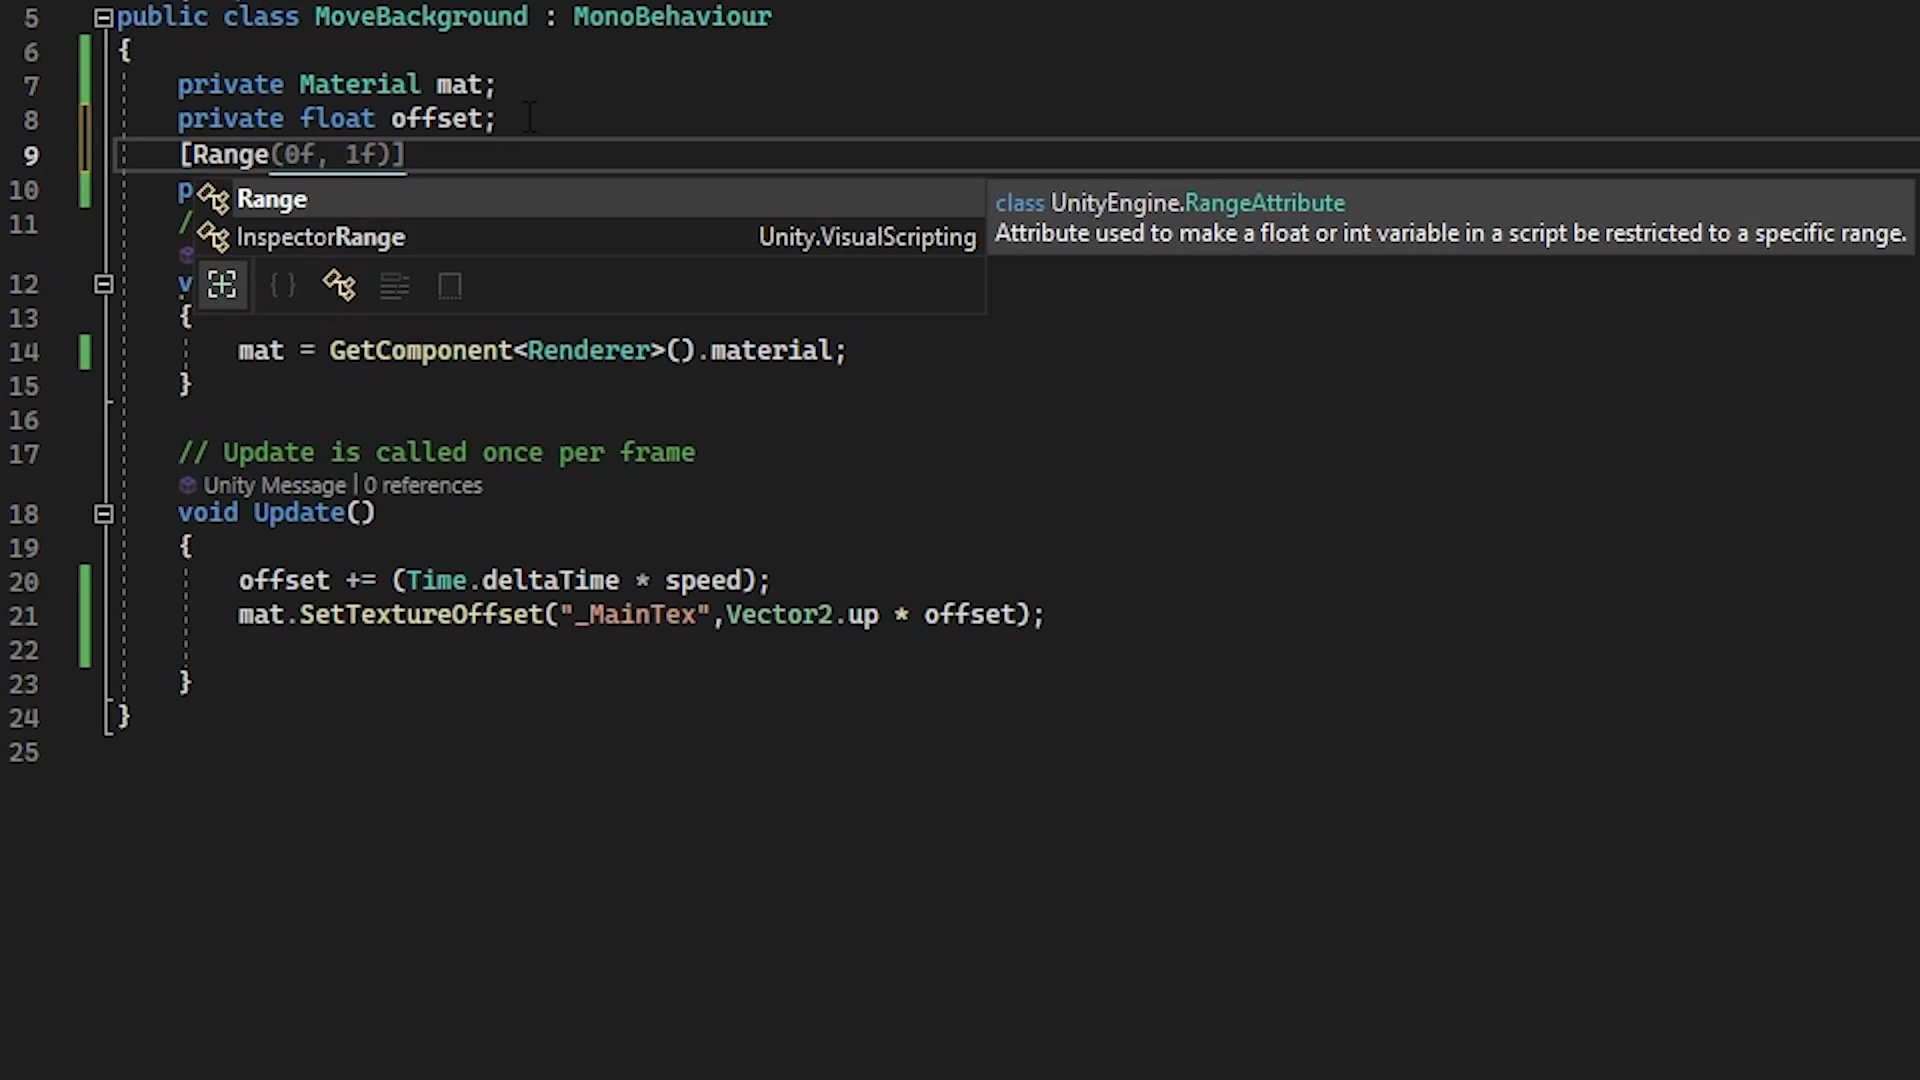 5 public class MoveBackground : MonoBehaviour
6 {
7 private Material mat;
8 private float offset;
9 [Range(0f, 1f)]
10 p
Range
class UnityEngine.RangeAttribute
Attribute used to make a float or int variable in a script be restricted to a specific range.
11 /
InspectorRange Unity.VisualScripting
12 v
{ }
13 {
14 mat = GetComponent<Renderer>().material;
15 }
16
17 // Update is called once per frame
Unity Message | 0 references
18 void Update()
19 {
20 offset += (Time.deltaTime * speed);
21 mat.SetTextureOffset("_MainTex",Vector2.up * offset);
22
23 }
24 }
25